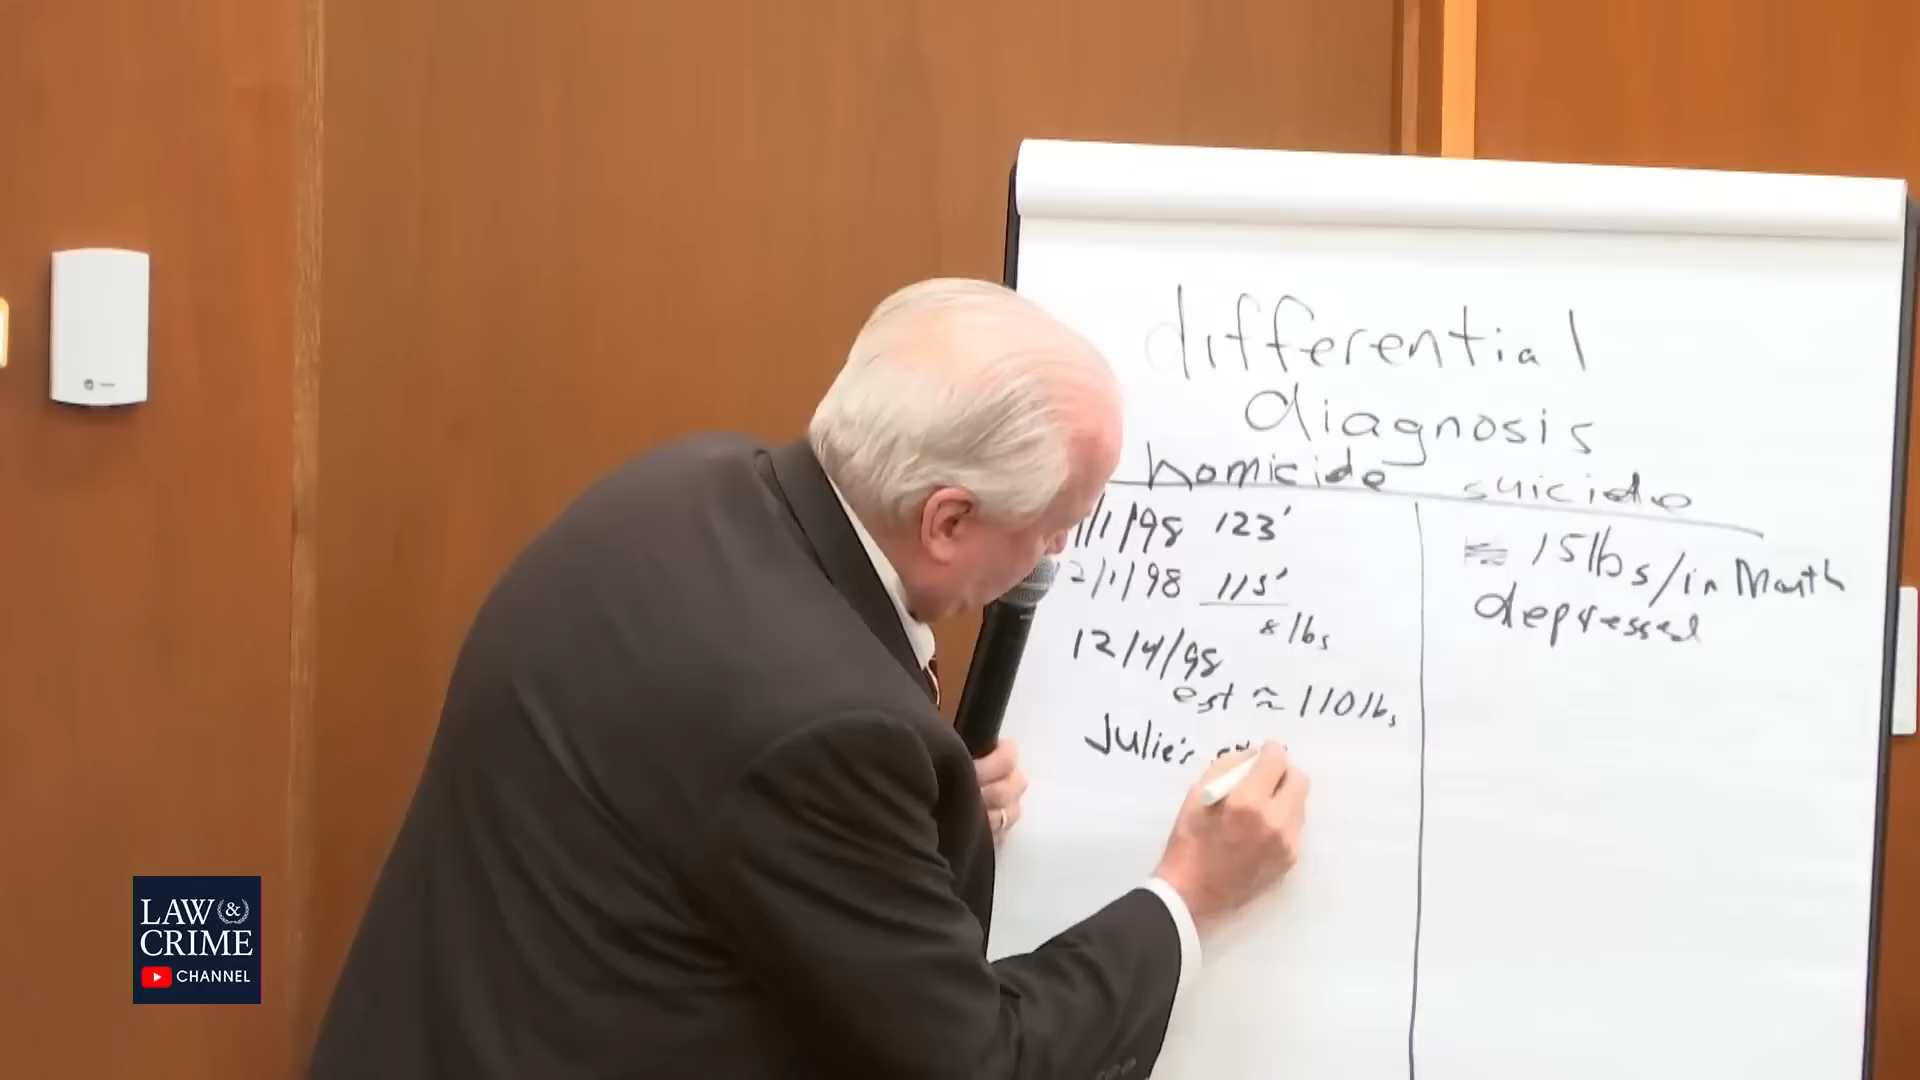 differential
diagnosis
homicide suicide
/1/98 123'
2/1/98 115'
8 lbs
12/4/98
est ≈ 110 lbs
Julie's
≈ 15 lbs/in Month
depressed
LAW &
CRIME
CHANNEL